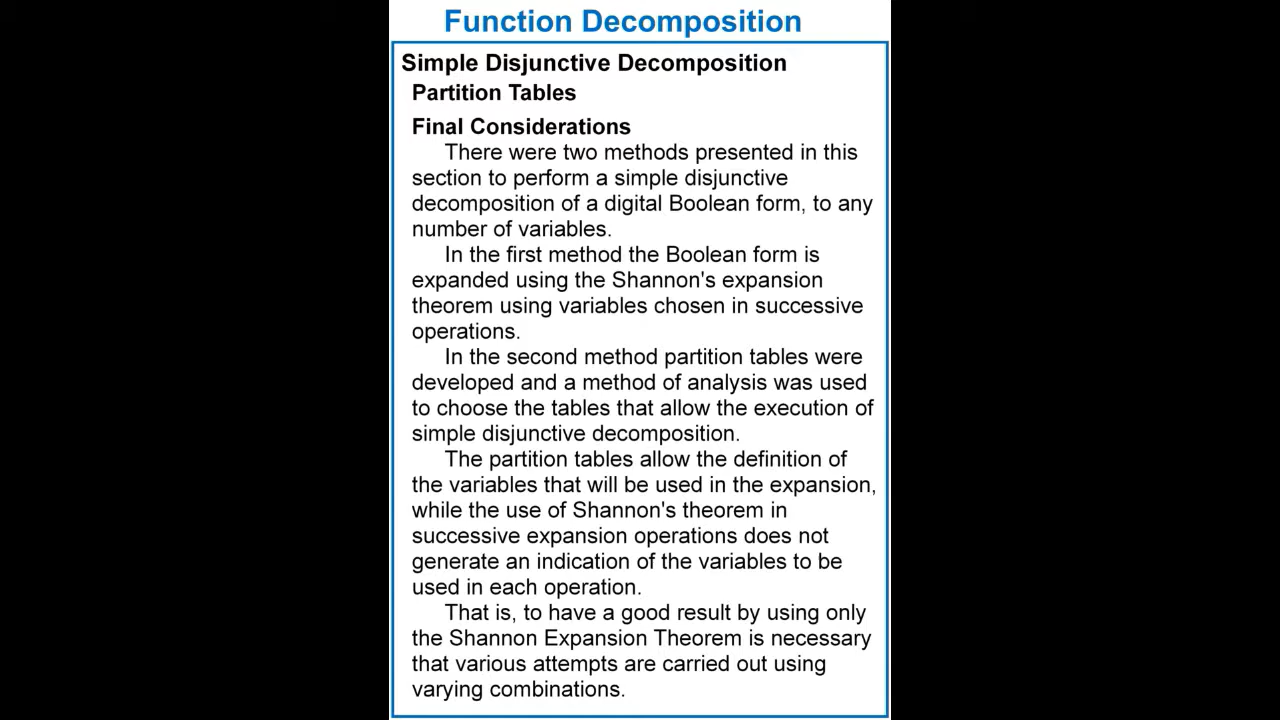 Function Decomposition
Simple Disjunctive Decomposition
Partition Tables
Final Considerations
There were two methods presented in this
section to perform a simple disjunctive
decomposition of a digital Boolean form, to any
number of variables.
In the first method the Boolean form is
expanded using the Shannon's expansion
theorem using variables chosen in successive
operations.
In the second method partition tables were
developed and a method of analysis was used
to choose the tables that allow the execution of
simple disjunctive decomposition.
The partition tables allow the definition of
the variables that will be used in the expansion,
while the use of Shannon's theorem in
successive expansion operations does not
generate an indication of the variables to be
used in each operation.
That is, to have a good result by using only
the Shannon Expansion Theorem is necessary
that various attempts are carried out using
varying combinations.